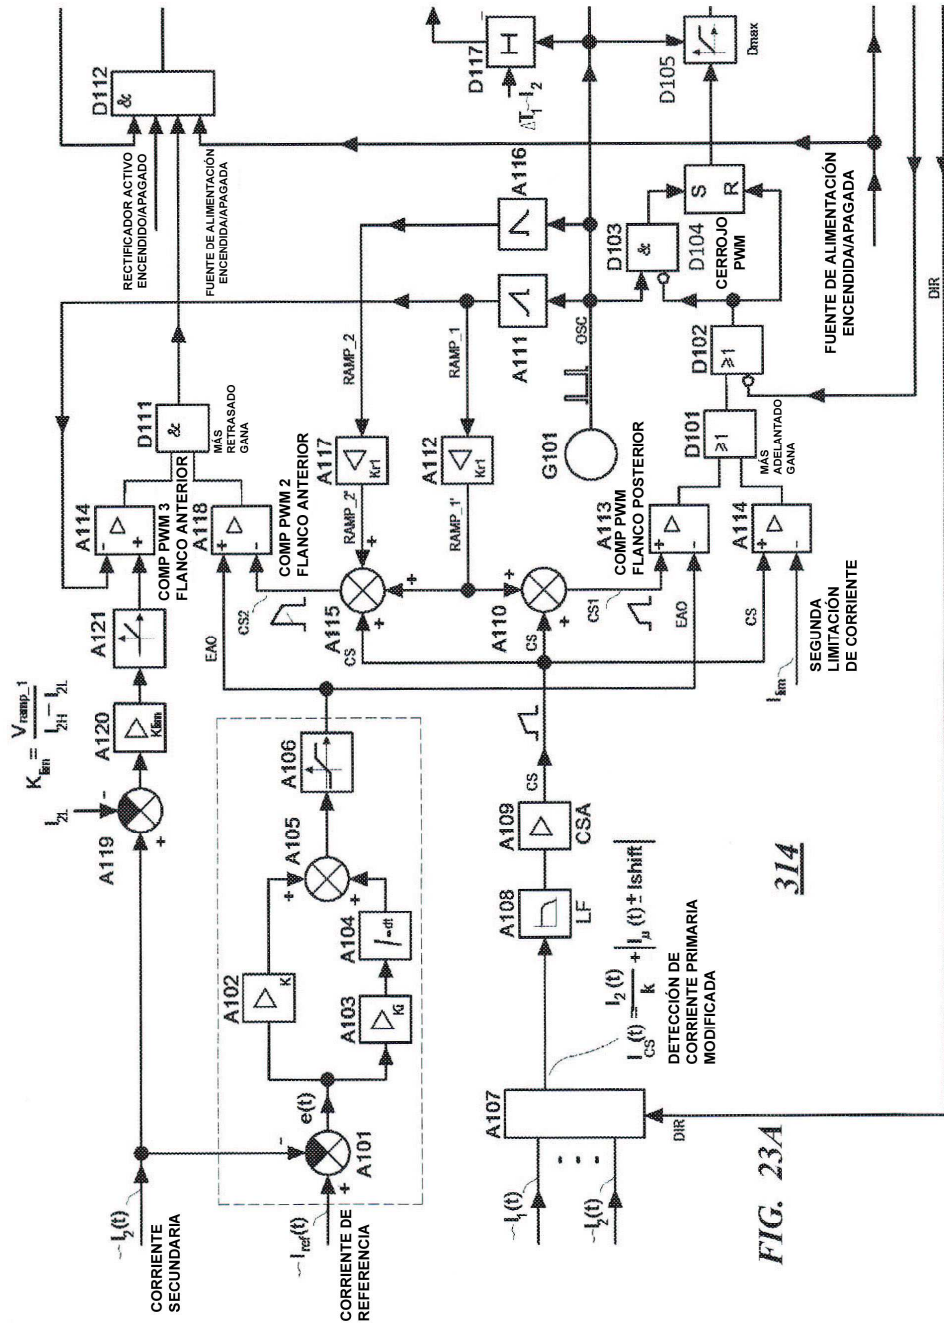 ~I₂(t)
CORRIENTE
SECUNDARIA
~I_ref(t)
CORRIENTE DE
REFERENCIA
A101
e(t)
A102
K
A103
Ki
A104
∫=dt
A105
A106
I_2L
A119
K_lim = V_ramp_1 / (I_2H − I_2L)
A120
Klim
A121
A114
COMP PWM 3
FLANCO ANTERIOR
A118
COMP PWM 2
FLANCO ANTERIOR
EAO
CS2
D111
&
MÁS
RETRASADO
GANA
D112
&
RECTIFICADOR ACTIVO
ENCENDIDO/APAGADO
FUENTE DE ALIMENTACIÓN
ENCENDIDA/APAGADA
A115
CS
RAMP_2'
A117
Kr1
RAMP_2
A116
RAMP_1'
A112
Kr1
RAMP_1
A111
D117
H
ΔT₁~I₂
A110
CS
CS1
G101
OSC
~I₁(t)
~I₂(t)
A107
DIR
I_CS(t) = I₂(t)/k + |I_μ(t) ± Ishift|
DETECCIÓN DE
CORRIENTE PRIMARIA
MODIFICADA
A108
LF
A109
CSA
CS
A113
COMP PWM
FLANCO POSTERIOR
EAO
A114
CS
I_lim
SEGUNDA
LIMITACIÓN
DE CORRIENTE
D101
≥1
MÁS
ADELANTADO
GANA
D102
≥1
D103
&
D104
CERROJO
PWM
S
R
D105
Dmax
FUENTE DE ALIMENTACIÓN
ENCENDIDA/APAGADA
DIR
314
FIG. 23A